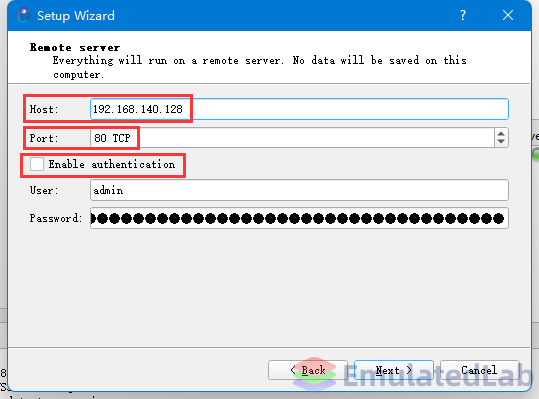 Setup Wizard
?
Remote server
Everything will run on a remote server. No data will be saved on this
computer.
Host: 192.168.140.128
Port: 80 TCP
Enable authentication
User: admin
Password: ●●●●●●●●●●●●●●●●●●●●●●●●●●●●●●●
< Back
Next >
Cancel
EmulatedLab